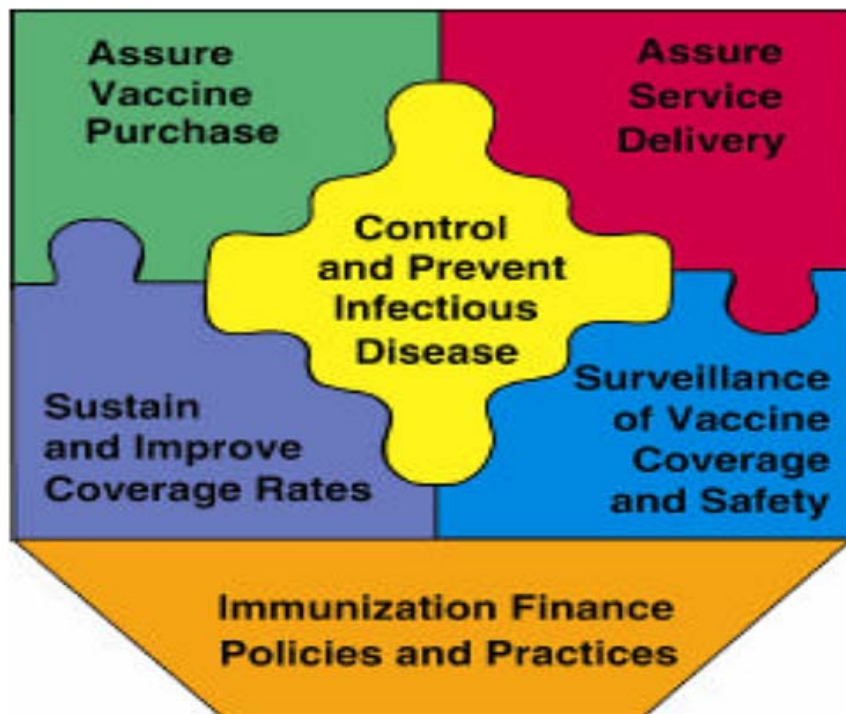 Assure
Vaccine
Purchase
Assure
Service
Delivery
Control
and Prevent
Infectious
Disease
Sustain
and Improve
Coverage Rates
Surveillance
of Vaccine
Coverage
and Safety
Immunization Finance
Policies and Practices